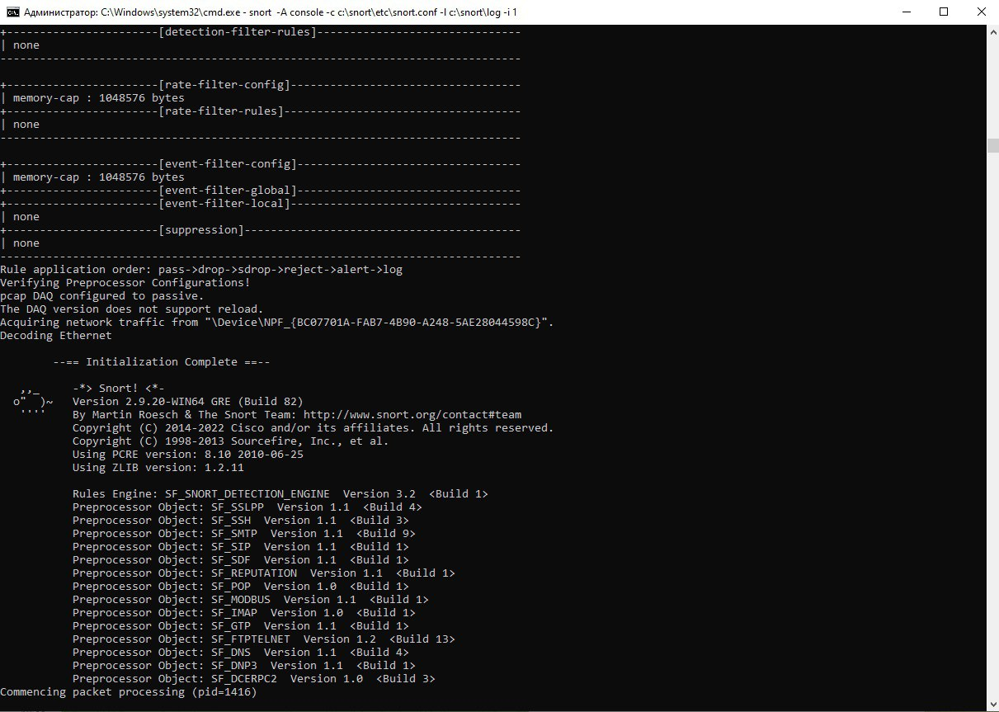 Администратор: C:\Windows\system32\cmd.exe - snort  -A console -c c:\snort\etc\snort.conf -l c:\snort\log -i 1
+-----------------------[detection-filter-rules]-------------------------------
| none
-------------------------------------------------------------------------------
+-----------------------[rate-filter-config]-----------------------------------
| memory-cap : 1048576 bytes
+-----------------------[rate-filter-rules]------------------------------------
| none
-------------------------------------------------------------------------------
+-----------------------[event-filter-config]----------------------------------
| memory-cap : 1048576 bytes
+-----------------------[event-filter-global]----------------------------------
+-----------------------[event-filter-local]-----------------------------------
| none
+-----------------------[suppression]------------------------------------------
| none
-------------------------------------------------------------------------------
Rule application order: pass->drop->sdrop->reject->alert->log
Verifying Preprocessor Configurations!
pcap DAQ configured to passive.
The DAQ version does not support reload.
Acquiring network traffic from "\Device\NPF_{BC07701A-FAB7-4B90-A248-5AE28044598C}".
Decoding Ethernet
        --== Initialization Complete ==--
   ,,_     -*> Snort! <*-
  o"  )~   Version 2.9.20-WIN64 GRE (Build 82)
   ''''    By Martin Roesch & The Snort Team: http://www.snort.org/contact#team
           Copyright (C) 2014-2022 Cisco and/or its affiliates. All rights reserved.
           Copyright (C) 1998-2013 Sourcefire, Inc., et al.
           Using PCRE version: 8.10 2010-06-25
           Using ZLIB version: 1.2.11
           Rules Engine: SF_SNORT_DETECTION_ENGINE  Version 3.2  <Build 1>
           Preprocessor Object: SF_SSLPP  Version 1.1  <Build 4>
           Preprocessor Object: SF_SSH  Version 1.1  <Build 3>
           Preprocessor Object: SF_SMTP  Version 1.1  <Build 9>
           Preprocessor Object: SF_SIP  Version 1.1  <Build 1>
           Preprocessor Object: SF_SDF  Version 1.1  <Build 1>
           Preprocessor Object: SF_REPUTATION  Version 1.1  <Build 1>
           Preprocessor Object: SF_POP  Version 1.0  <Build 1>
           Preprocessor Object: SF_MODBUS  Version 1.1  <Build 1>
           Preprocessor Object: SF_IMAP  Version 1.0  <Build 1>
           Preprocessor Object: SF_GTP  Version 1.1  <Build 1>
           Preprocessor Object: SF_FTPTELNET  Version 1.2  <Build 13>
           Preprocessor Object: SF_DNS  Version 1.1  <Build 4>
           Preprocessor Object: SF_DNP3  Version 1.1  <Build 1>
           Preprocessor Object: SF_DCERPC2  Version 1.0  <Build 3>
Commencing packet processing (pid=1416)